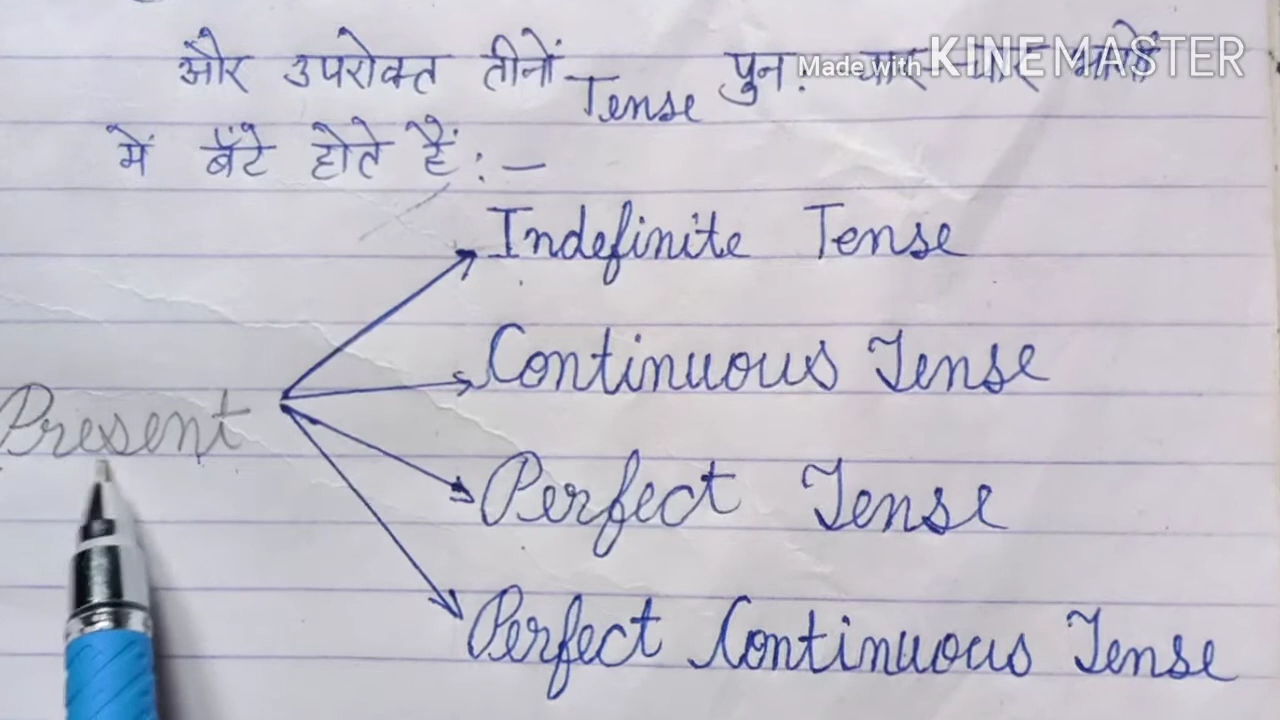 और उपरोक्त तीनों Tense पुन: चार-चार भागों
Made with KINEMASTER
में बँटे होते हैं:-
Indefinite Tense
Continuous Tense
Present
Perfect Tense
Perfect Continuous Tense